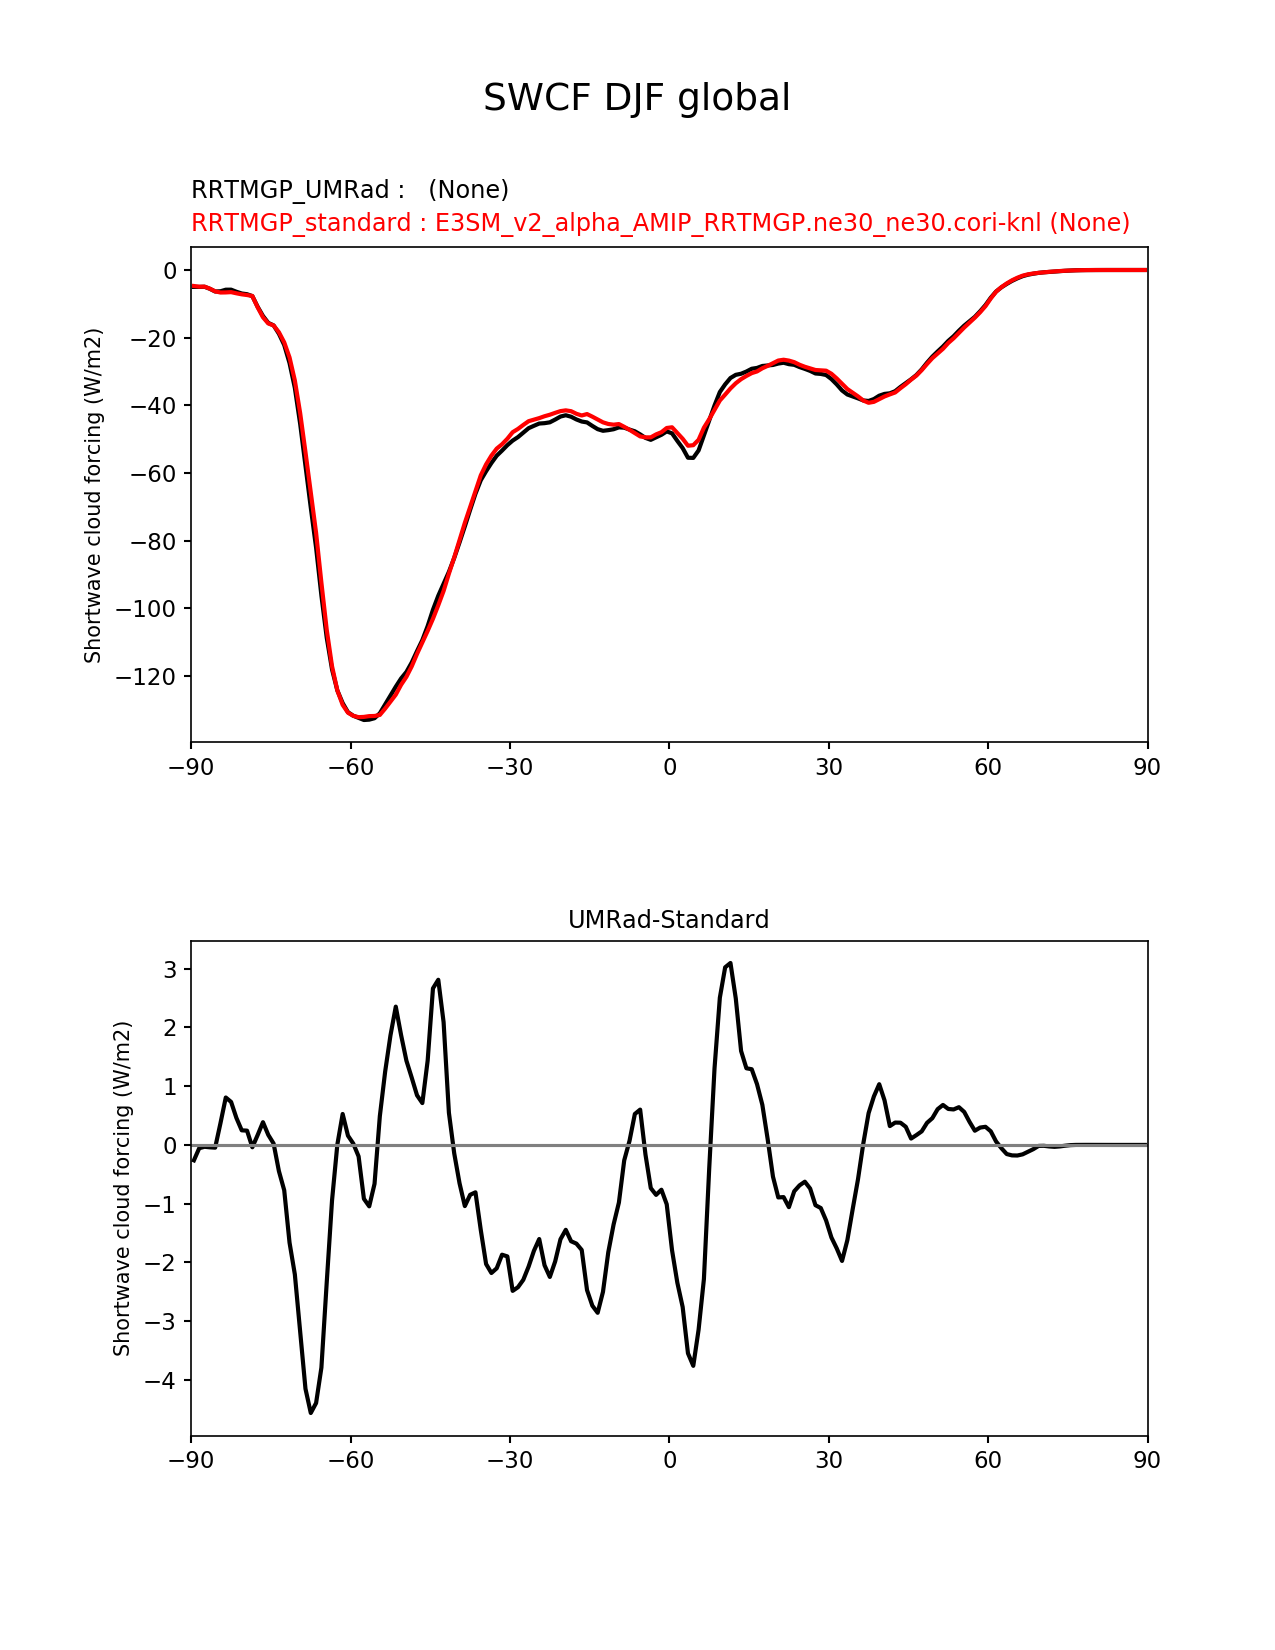 SWCF DJF global
RRTMGP_UMRad :   (None)
RRTMGP_standard : E3SM_v2_alpha_AMIP_RRTMGP.ne30_ne30.cori-knl (None)
Shortwave cloud forcing (W/m2)
0
−20
−40
−60
−80
−100
−120
−90 −60 −30 0 30 60 90
UMRad-Standard
Shortwave cloud forcing (W/m2)
3
2
1
0
−1
−2
−3
−4
−90 −60 −30 0 30 60 90